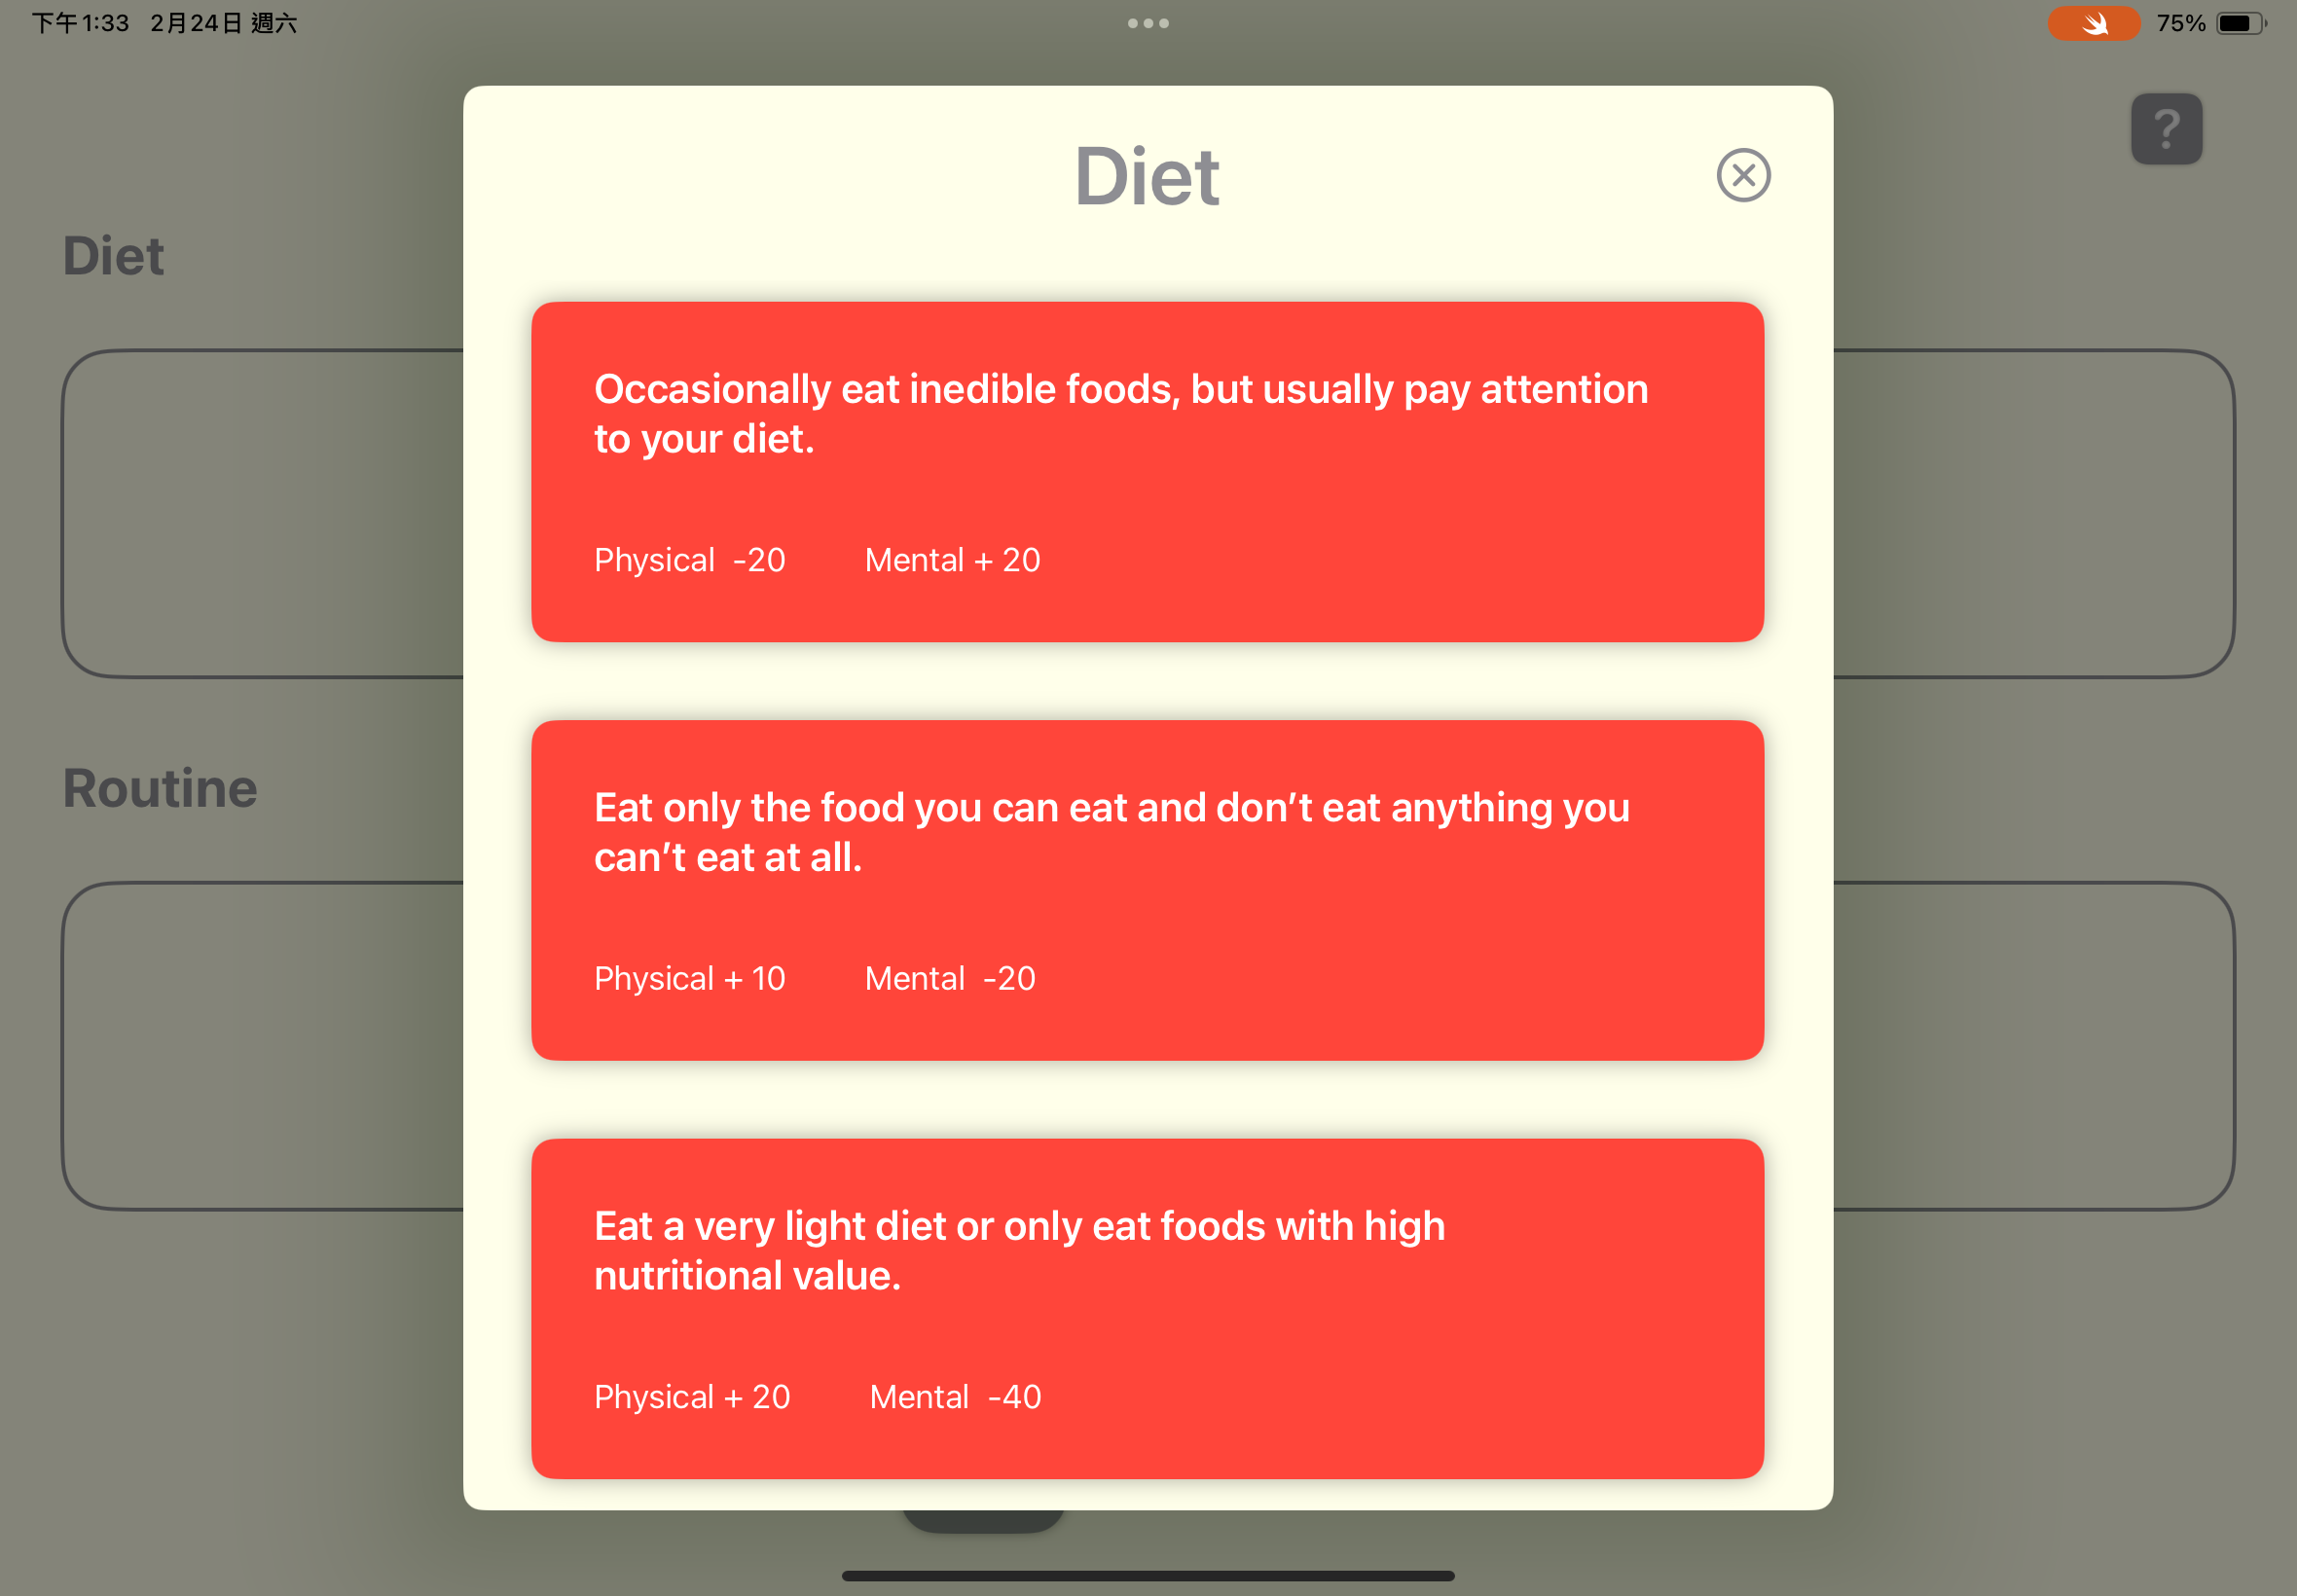 下午1:33 2月24日 週六
75%
?
Diet
Diet
Occasionally eat inedible foods, but usually pay attention
to your diet.
Physical -20 Mental + 20
Eat only the food you can eat and don’t eat anything you
can’t eat at all.
Physical + 10 Mental -20
Routine
Eat a very light diet or only eat foods with high
nutritional value.
Physical + 20 Mental -40